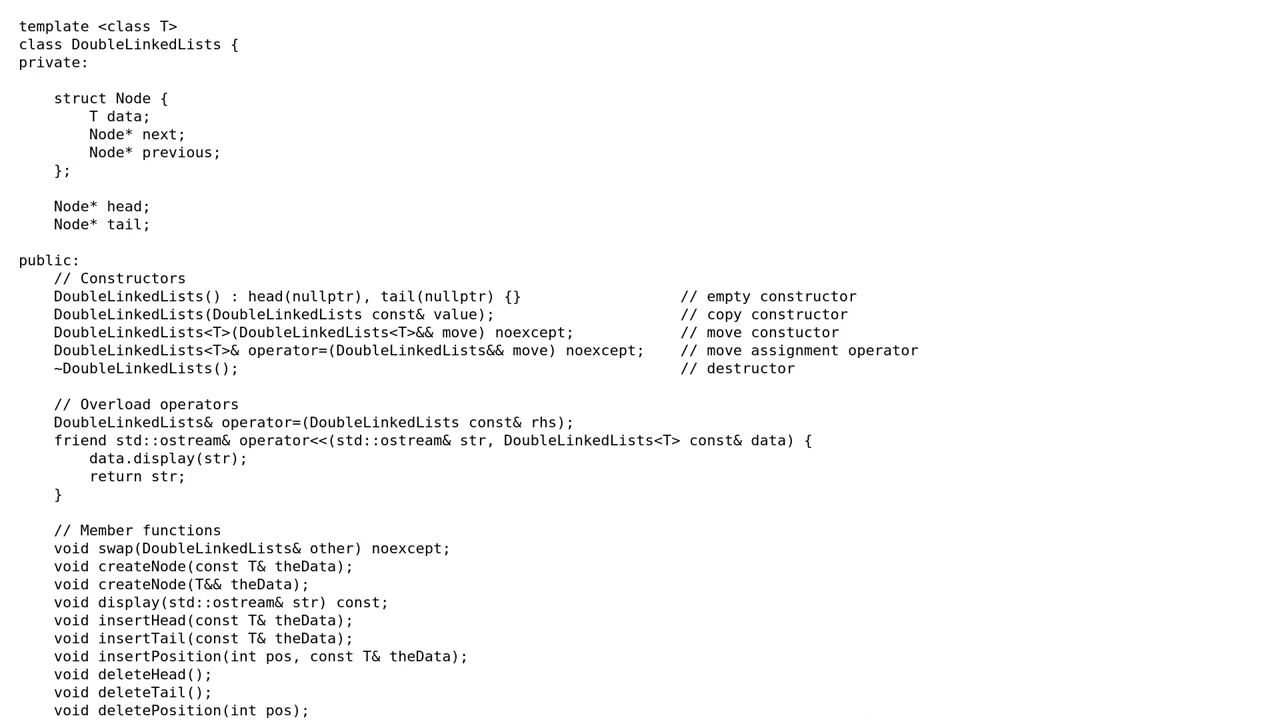 template <class T>
class DoubleLinkedLists {
private:

    struct Node {
        T data;
        Node* next;
        Node* previous;
    };

    Node* head;
    Node* tail;

public:
    // Constructors
    DoubleLinkedLists() : head(nullptr), tail(nullptr) {}                  // empty constructor
    DoubleLinkedLists(DoubleLinkedLists const& value);                     // copy constructor
    DoubleLinkedLists<T>(DoubleLinkedLists<T>&& move) noexcept;            // move constuctor
    DoubleLinkedLists<T>& operator=(DoubleLinkedLists&& move) noexcept;    // move assignment operator
    ~DoubleLinkedLists();                                                  // destructor

    // Overload operators
    DoubleLinkedLists& operator=(DoubleLinkedLists const& rhs);
    friend std::ostream& operator<<(std::ostream& str, DoubleLinkedLists<T> const& data) {
        data.display(str);
        return str;
    }

    // Member functions
    void swap(DoubleLinkedLists& other) noexcept;
    void createNode(const T& theData);
    void createNode(T&& theData);
    void display(std::ostream& str) const;
    void insertHead(const T& theData);
    void insertTail(const T& theData);
    void insertPosition(int pos, const T& theData);
    void deleteHead();
    void deleteTail();
    void deletePosition(int pos);